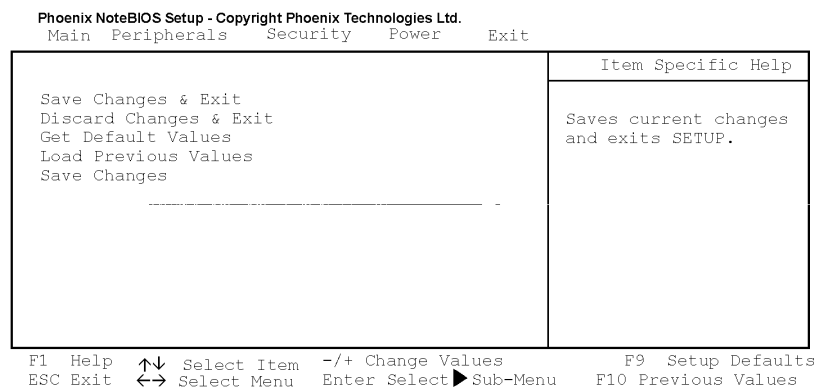 Phoenix NoteBIOS Setup - Copyright Phoenix Technologies Ltd.
Main Peripherals Security Power Exit
Item Specific Help
Save Changes & Exit
Discard Changes & Exit
Get Default Values
Load Previous Values
Save Changes
Saves current changes
and exits SETUP.
F1 Help ↑↓ Select Item -/+ Change Values F9 Setup Defaults
ESC Exit ←→ Select Menu Enter Select ▶ Sub-Menu F10 Previous Values